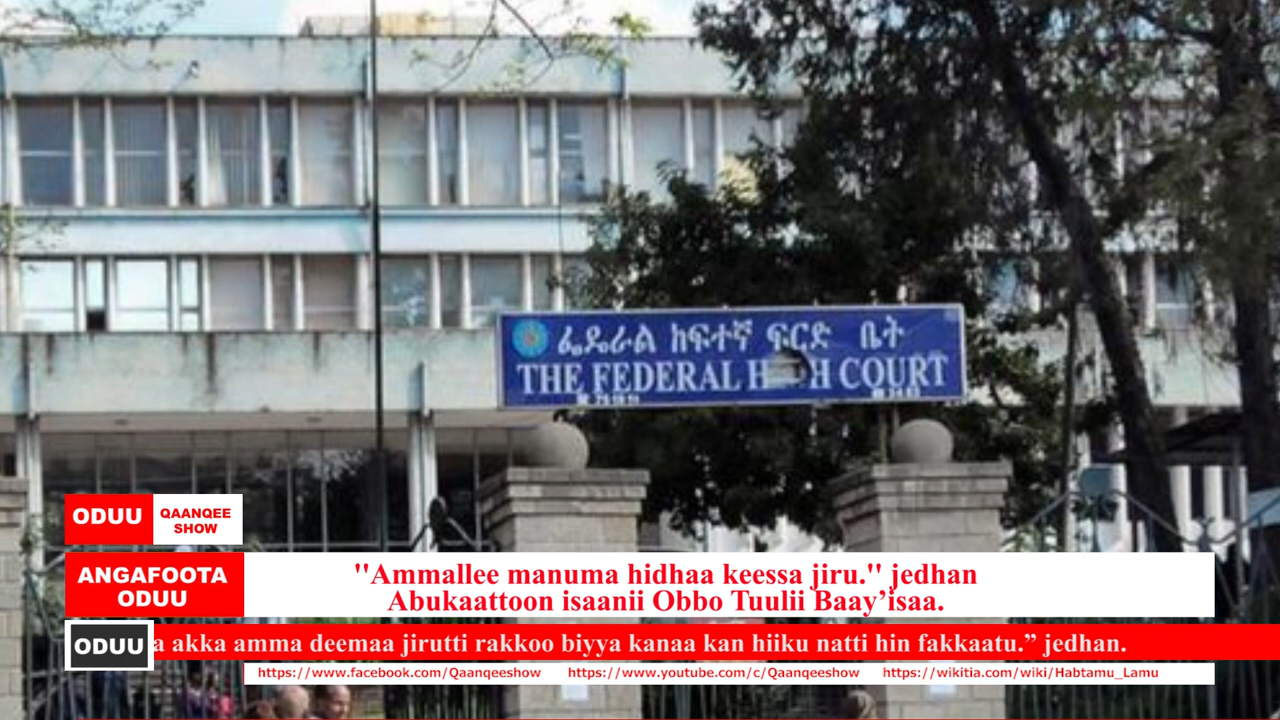 ፌዴራል ከፍተኛ ፍርድ ቤት
THE FEDERAL H H COURT
ODUU
QAANQEE
SHOW
ANGAFOOTA
ODUU
"Ammallee manuma hidhaa keessa jiru." jedhan
Abukaattoon isaanii Obbo Tuulii Baay’isaa.
ODUU
a akka amma deemaa jirutti rakkoo biyya kanaa kan hiiku natti hin fakkaatu.” jedhan.
https://www.facebook.com/Qaanqeeshow https://www.youtube.com/c/Qaanqeeshow https://wikitia.com/wiki/Habtamu_Lamu